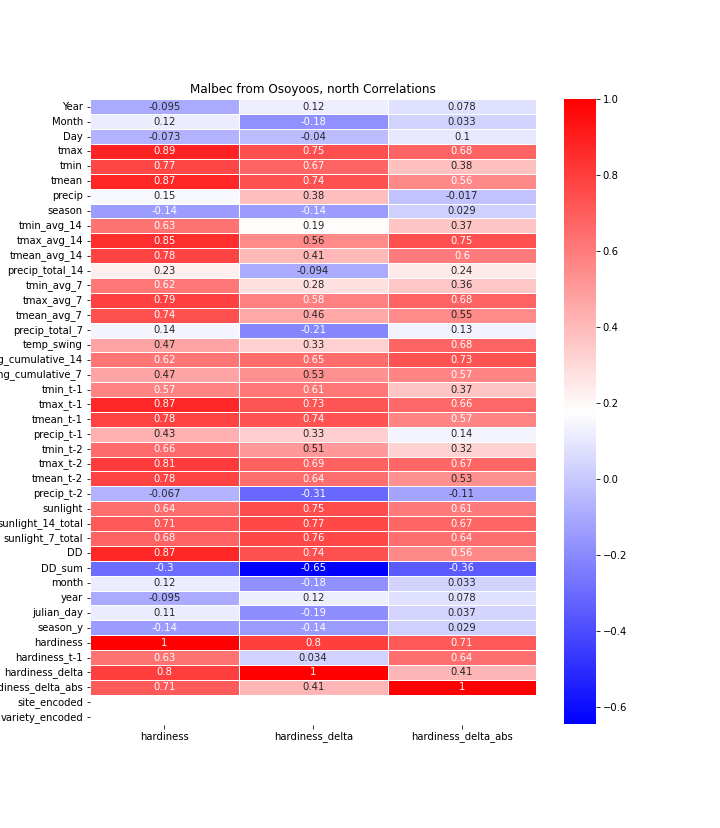 Malbec from Osoyoos, north Correlations
Year -0.095 0.12 0.078
Month 0.12 -0.18 0.033
Day -0.073 -0.04 0.1
tmax 0.89 0.75 0.68
tmin 0.77 0.67 0.38
tmean 0.87 0.74 0.56
precip 0.15 0.38 -0.017
season -0.14 -0.14 0.029
tmin_avg_14 0.63 0.19 0.37
tmax_avg_14 0.85 0.56 0.75
tmean_avg_14 0.78 0.41 0.6
precip_total_14 0.23 -0.094 0.24
tmin_avg_7 0.62 0.28 0.36
tmax_avg_7 0.79 0.58 0.68
tmean_avg_7 0.74 0.46 0.55
precip_total_7 0.14 -0.21 0.13
temp_swing 0.47 0.33 0.68
g_cumulative_14 0.62 0.65 0.73
ng_cumulative_7 0.47 0.53 0.57
tmin_t-1 0.57 0.61 0.37
tmax_t-1 0.87 0.73 0.66
tmean_t-1 0.78 0.74 0.57
precip_t-1 0.43 0.33 0.14
tmin_t-2 0.66 0.51 0.32
tmax_t-2 0.81 0.69 0.67
tmean_t-2 0.78 0.64 0.53
precip_t-2 -0.067 -0.31 -0.11
sunlight 0.64 0.75 0.61
sunlight_14_total 0.71 0.77 0.67
sunlight_7_total 0.68 0.76 0.64
DD 0.87 0.74 0.56
DD_sum -0.3 -0.65 -0.36
month 0.12 -0.18 0.033
year -0.095 0.12 0.078
julian_day 0.11 -0.19 0.037
season_y -0.14 -0.14 0.029
hardiness 1 0.8 0.71
hardiness_t-1 0.63 0.034 0.64
hardiness_delta 0.8 1 0.41
diness_delta_abs 0.71 0.41 1
site_encoded
variety_encoded
hardiness hardiness_delta hardiness_delta_abs
1.0
0.8
0.6
0.4
0.2
0.0
−0.2
−0.4
−0.6